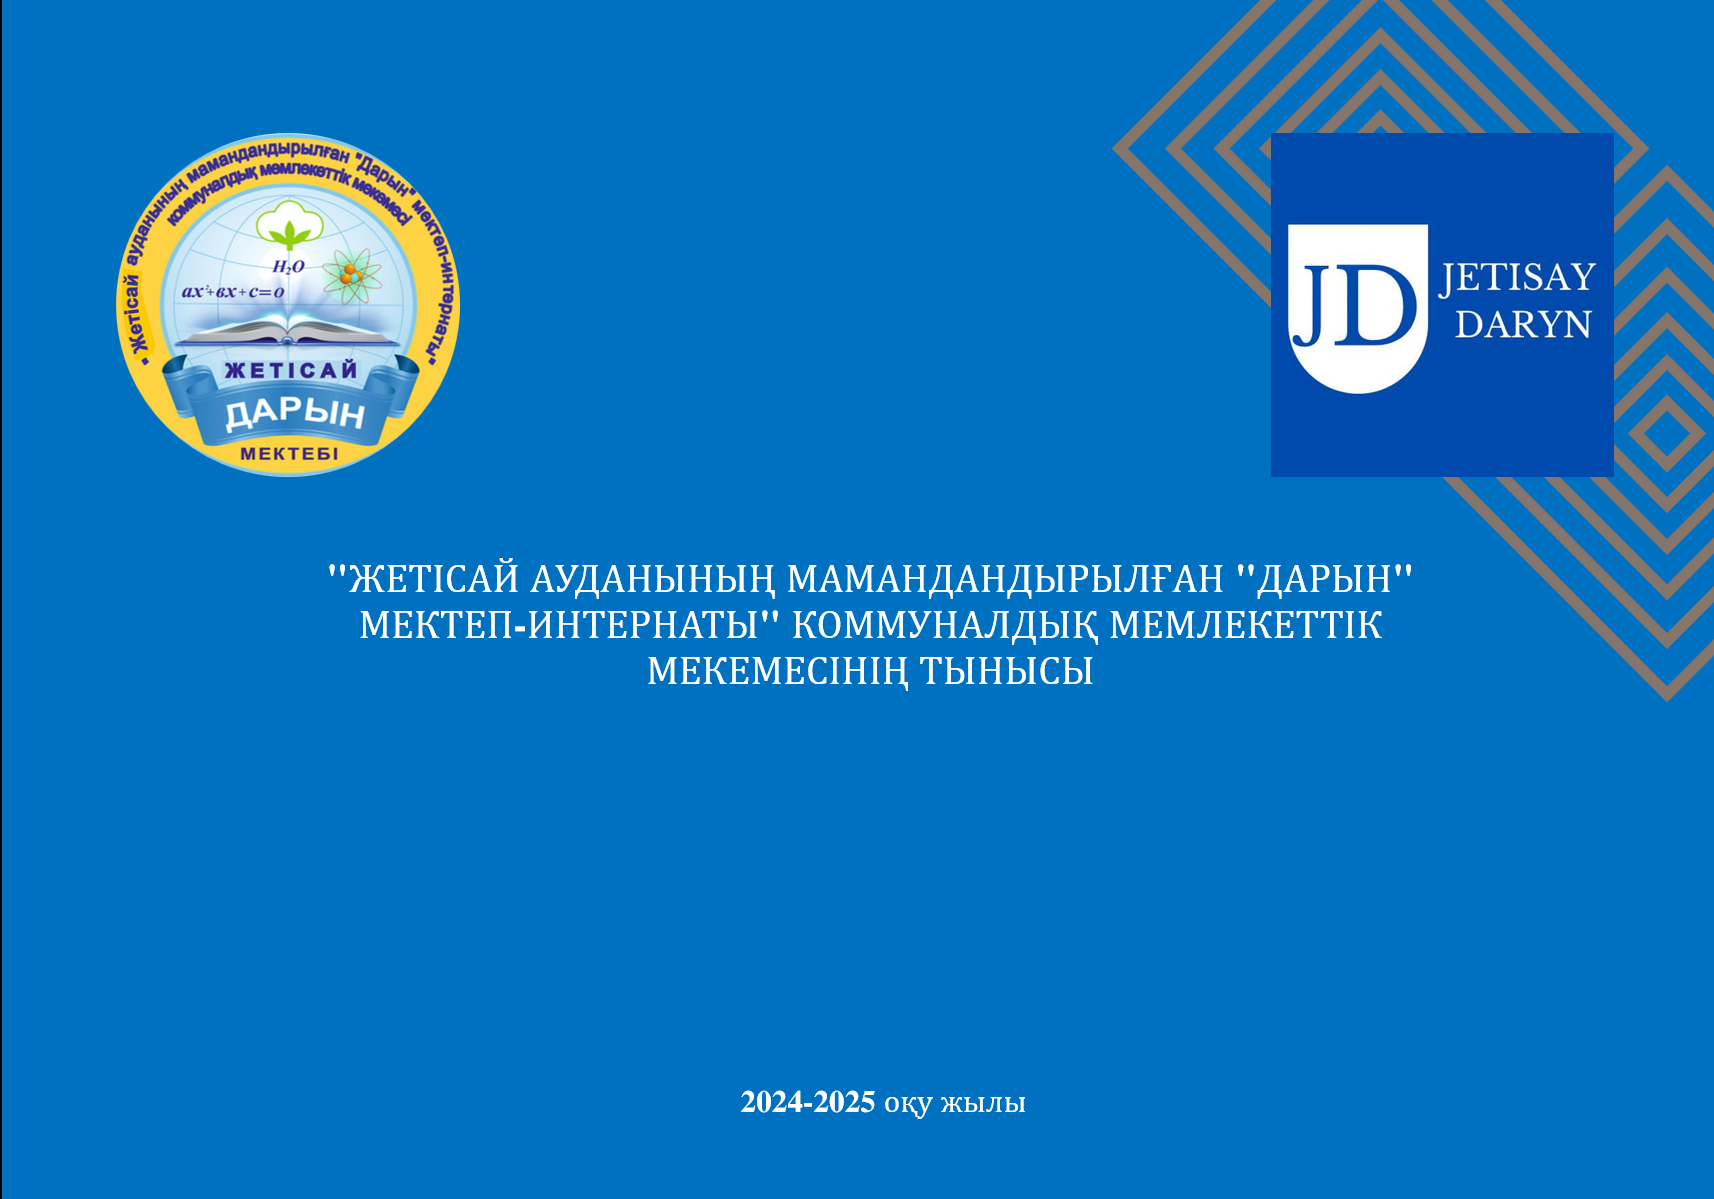 "Жетісай ауданының мамандандырылған "Дарын" мектеп-интернаты"
коммуналдық мемлекеттік мекемесі
H₂O
ax²+вx+c=o
ЖЕТІСАЙ
ДАРЫН
МЕКТЕБІ
JD
JETISAY
DARYN
"ЖЕТІСАЙ АУДАНЫНЫҢ МАМАНДАНДЫРЫЛҒАН "ДАРЫН"
МЕКТЕП-ИНТЕРНАТЫ" КОММУНАЛДЫҚ МЕМЛЕКЕТТІК
МЕКЕМЕСІНІҢ ТЫНЫСЫ
2024-2025 оқу жылы